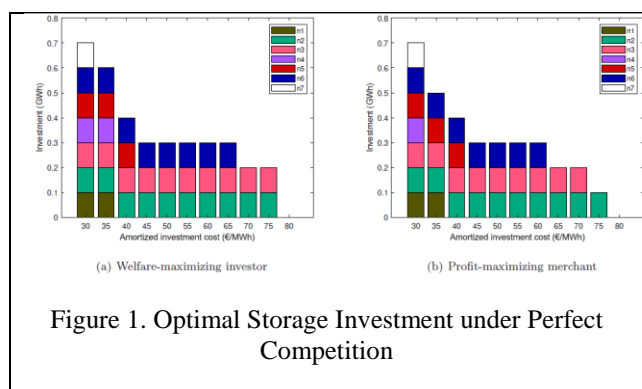 0.8
0.7
0.6
0.5
0.4
0.3
0.2
0.1
0
Investment (GWh)
n1
n2
n3
n4
n5
n6
n7
30 35 40 45 50 55 60 65 70 75 80
Amortized investment cost (€/MWh)
(a) Welfare-maximizing investor
0.8
0.7
0.6
0.5
0.4
0.3
0.2
0.1
0
Investment (GWh)
n1
n2
n3
n4
n5
n6
n7
30 35 40 45 50 55 60 65 70 75 80
Amortized investment cost (€/MWh)
(b) Profit-maximizing merchant
Figure 1. Optimal Storage Investment under Perfect
Competition